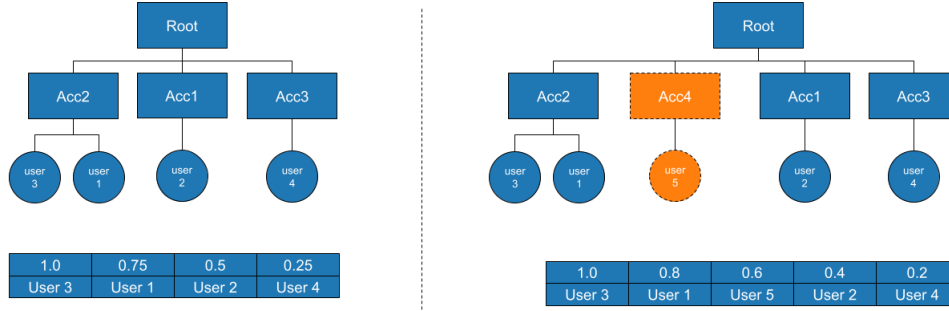 Root
Acc2 Acc1 Acc3
user
3
user
1
user
2
user
4
1.0 0.75 0.5 0.25
User 3 User 1 User 2 User 4
Root
Acc2 Acc4 Acc1 Acc3
user
3
user
1
user
5
user
2
user
4
1.0 0.8 0.6 0.4 0.2
User 3 User 1 User 5 User 2 User 4